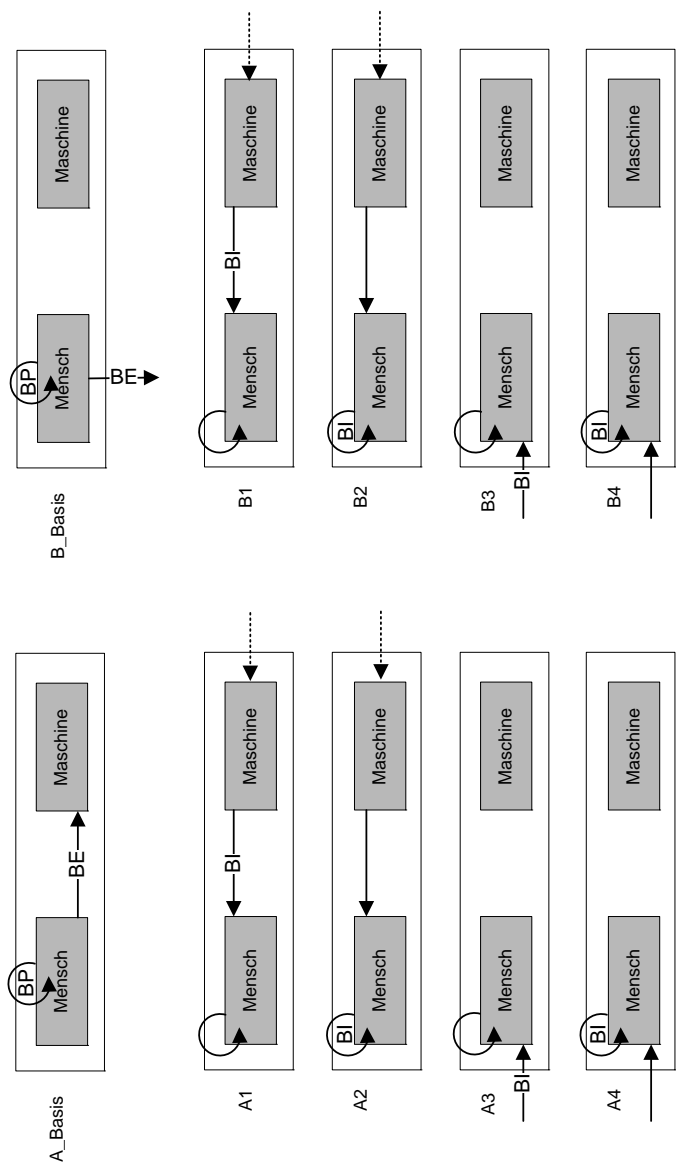 A_Basis
BP
Mensch
BE
Maschine
A1
Mensch
BI
Maschine
A2
BI
Mensch
Maschine
A3
BI
Mensch
Maschine
A4
BI
Mensch
Maschine
B_Basis
BP
Mensch
BE
Maschine
B1
Mensch
BI
Maschine
B2
BI
Mensch
Maschine
B3
BI
Mensch
Maschine
B4
BI
Mensch
Maschine